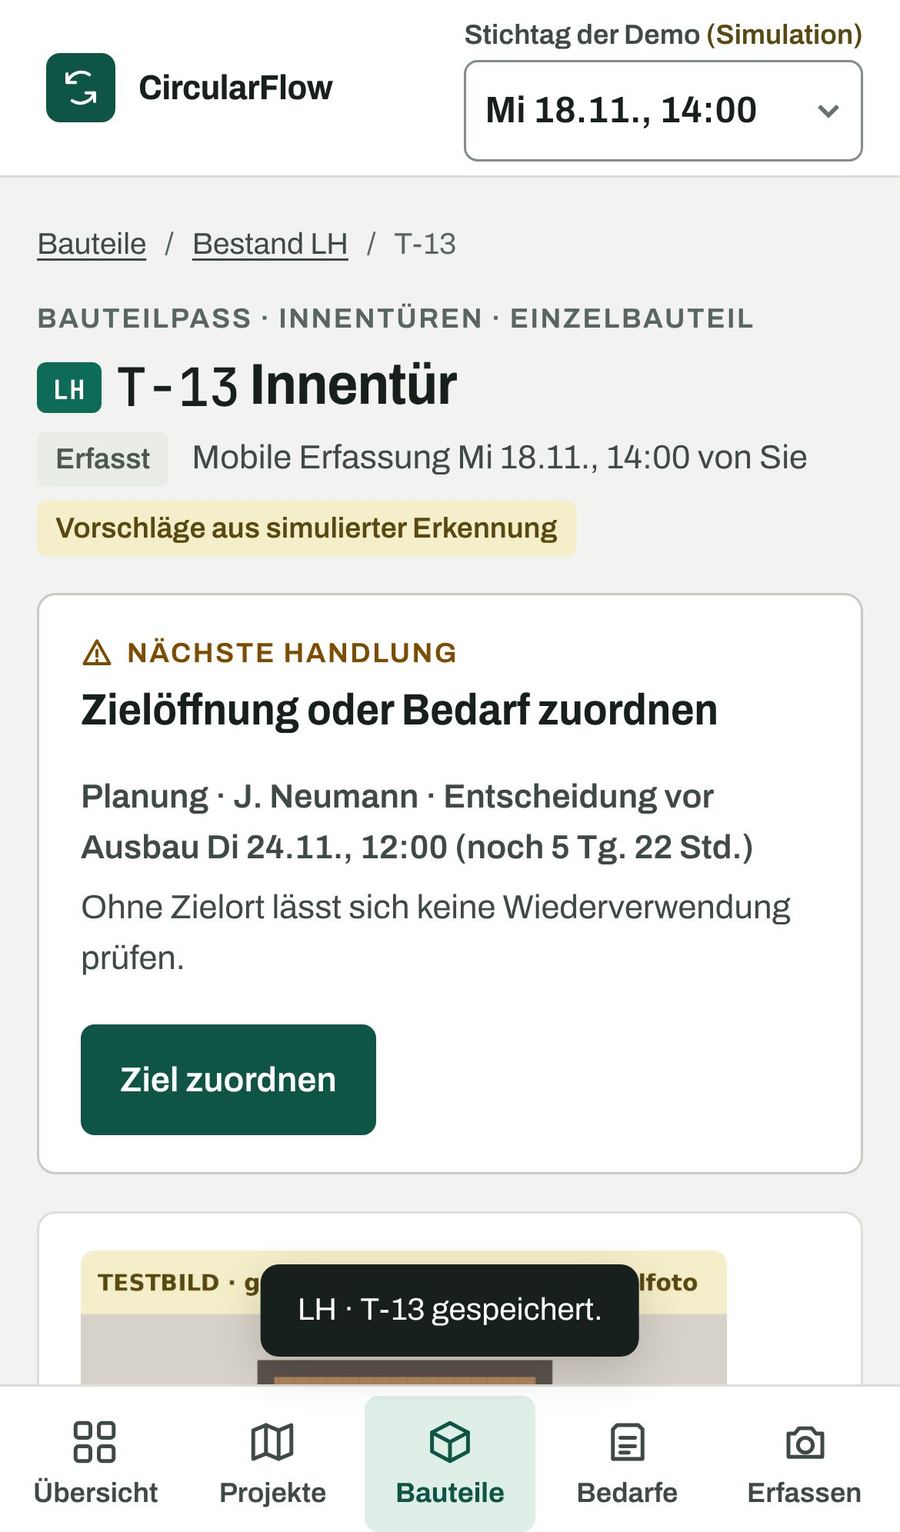 Stichtag der Demo (Simulation)
CircularFlow
Mi 18.11., 14:00
Bauteile / Bestand LH / T-13
BAUTEILPASS · INNENTÜREN · EINZELBAUTEIL
LH T-13 Innentür
Erfasst Mobile Erfassung Mi 18.11., 14:00 von Sie
Vorschläge aus simulierter Erkennung
NÄCHSTE HANDLUNG
Zielöffnung oder Bedarf zuordnen
Planung · J. Neumann · Entscheidung vor
Ausbau Di 24.11., 12:00 (noch 5 Tg. 22 Std.)
Ohne Zielort lässt sich keine Wiederverwendung
prüfen.
Ziel zuordnen
TESTBILD ·
LH · T-13 gespeichert.
Übersicht Projekte Bauteile Bedarfe Erfassen